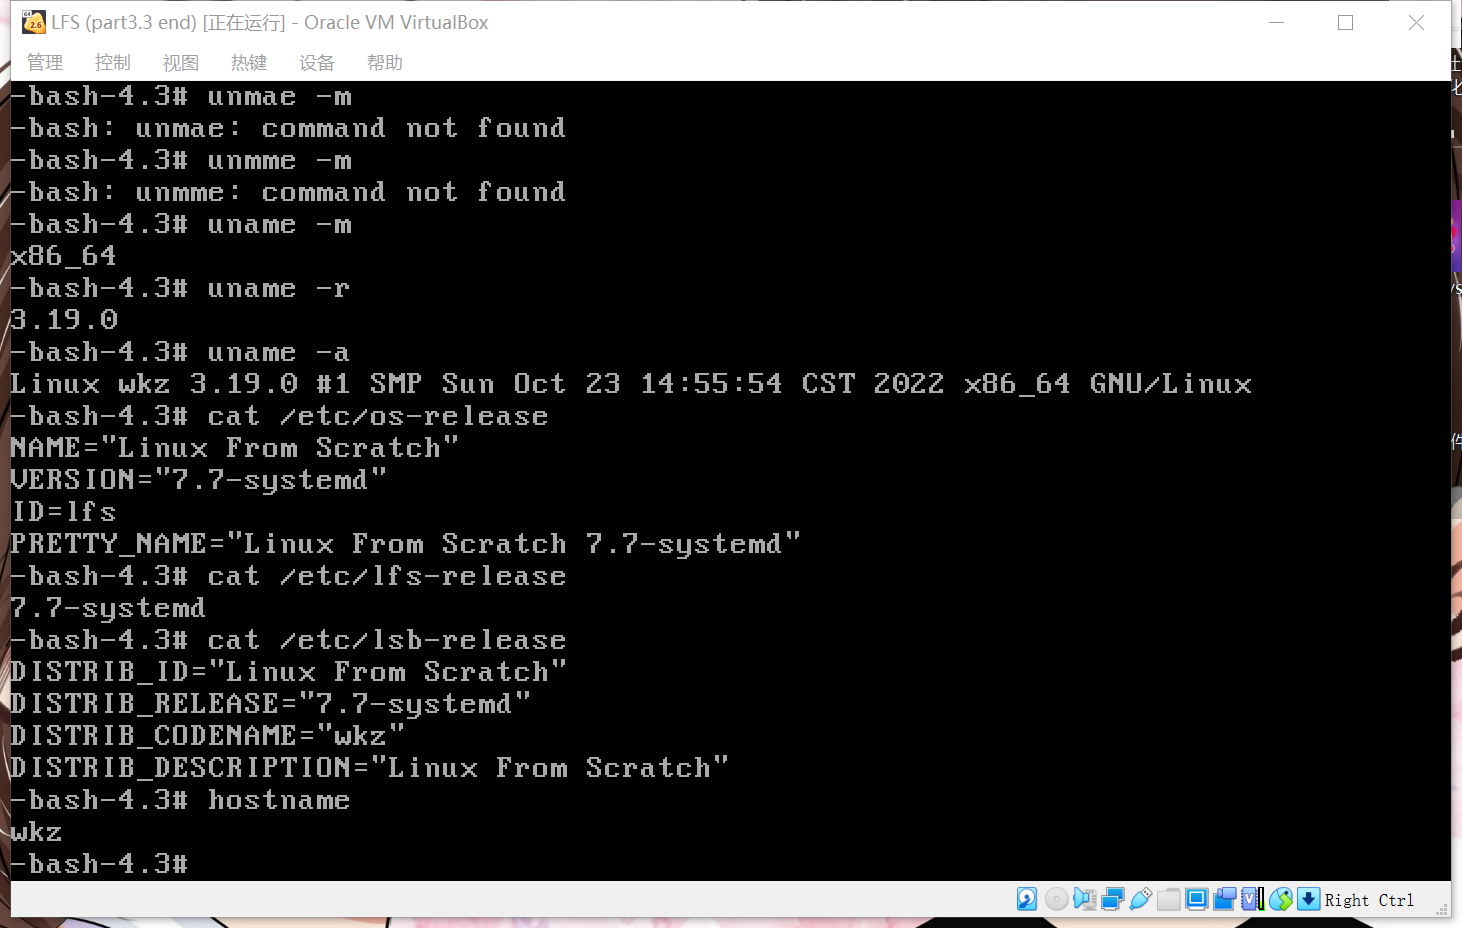 LFS (part3.3 end) [正在运行] - Oracle VM VirtualBox
管理 控制 视图 热键 设备 帮助
-bash-4.3# unmae -m
-bash: unmae: command not found
-bash-4.3# unmme -m
-bash: unmme: command not found
-bash-4.3# uname -m
x86_64
-bash-4.3# uname -r
3.19.0
-bash-4.3# uname -a
Linux wkz 3.19.0 #1 SMP Sun Oct 23 14:55:54 CST 2022 x86_64 GNU/Linux
-bash-4.3# cat /etc/os-release
NAME="Linux From Scratch"
VERSION="7.7-systemd"
ID=lfs
PRETTY_NAME="Linux From Scratch 7.7-systemd"
-bash-4.3# cat /etc/lfs-release
7.7-systemd
-bash-4.3# cat /etc/lsb-release
DISTRIB_ID="Linux From Scratch"
DISTRIB_RELEASE="7.7-systemd"
DISTRIB_CODENAME="wkz"
DISTRIB_DESCRIPTION="Linux From Scratch"
-bash-4.3# hostname
wkz
-bash-4.3#
Right Ctrl